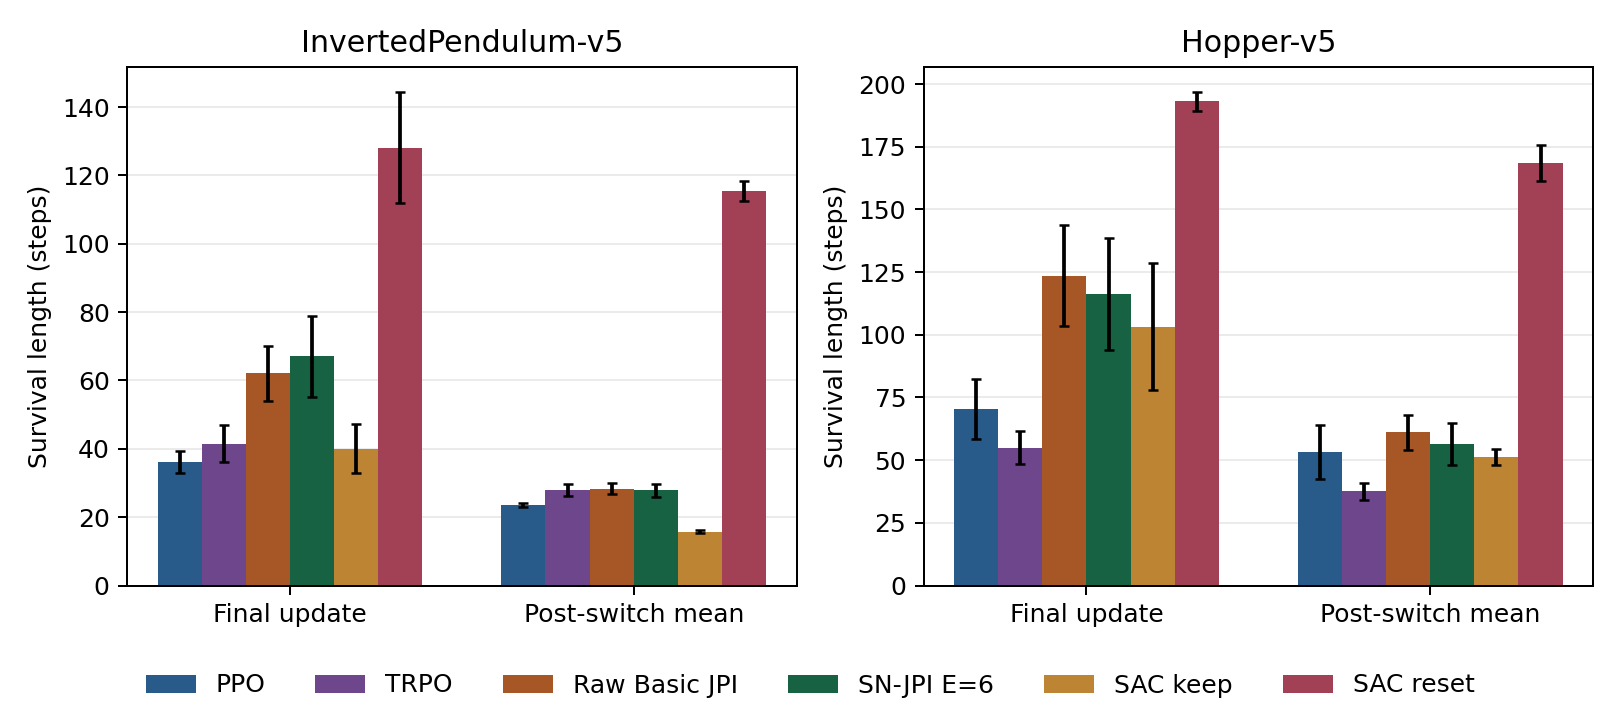 InvertedPendulum-v5
Survival length (steps)
140
120
100
80
60
40
20
0
Final update
Post-switch mean
Hopper-v5
Survival length (steps)
200
175
150
125
100
75
50
25
0
Final update
Post-switch mean
PPO
TRPO
Raw Basic JPI
SN-JPI E=6
SAC keep
SAC reset